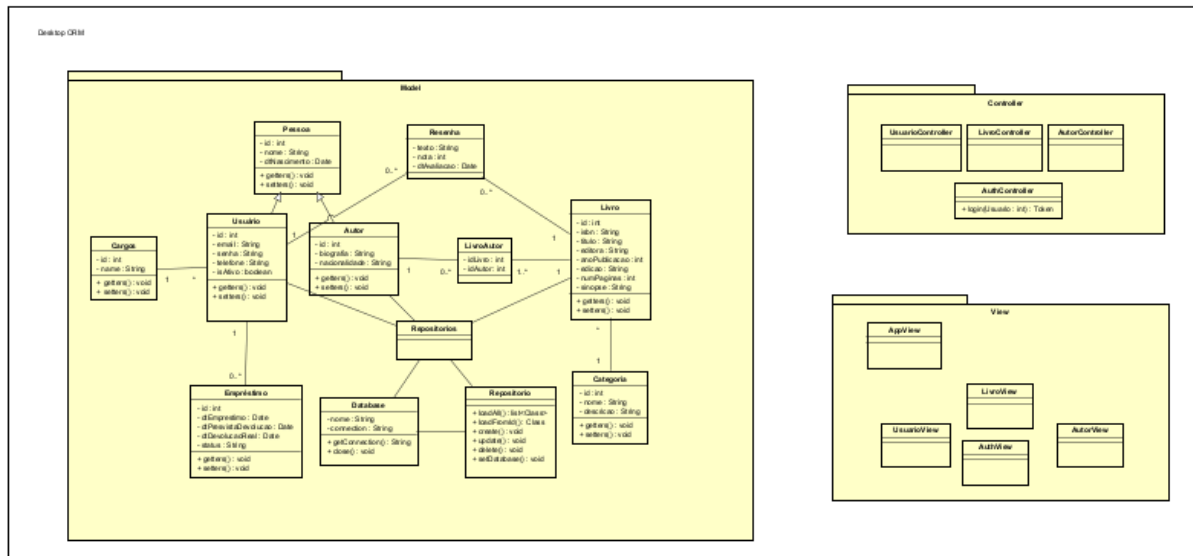 Desktop ORM
Model
Pessoa
- id : int
- nome : String
- dtNascimento : Date
+ getters() : void
+ setters() : void
Resenha
- texto : String
- nota : int
- dtAvaliacao : Date
0..*
0..*
Usuário
- id : int
- email : String
- senha : String
- telefone : String
- isAtivo : boolean
+ getters() : void
+ setters() : void
1
Autor
- id : int
- biografia : String
- nacionalidade : String
+ getters() : void
+ setters() : void
Cargos
- id : int
- name : String
+ getters() : void
+ setters() : void
1
*
LivroAutor
- idLivro : int
- idAutor : int
1
0..*
1..*
1
Livro
- id : int
- isbn : String
- titulo : String
- editora : String
- anoPublicacao : int
- edicao : String
- numPaginas : int
- sinopse : String
+ getters() : void
+ setters() : void
1
Repositorios
1
0..*
*
1
Empréstimo
- id : int
- dtEmprestimo : Date
- dtPrevistaDevolucao : Date
- dtDevolucaoReal : Date
- status : String
+ getters() : void
+ setters() : void
Database
- nome : String
- connection : String
+ getConnection() : String
+ close() : void
Repositorio
+ loadAll() : list<Class>
+ loadFromId() : Class
+ create() : void
+ update() : void
+ delete() : void
+ setDatabase() : void
Categoria
- id : int
- nome : String
- descricao : String
+ getters() : void
+ setters() : void
Controller
UsuarioController
LivroController
AutorController
AuthController
+ login(Usuario : int) : Token
View
AppView
LivroView
UsuarioView
AuthView
AutorView